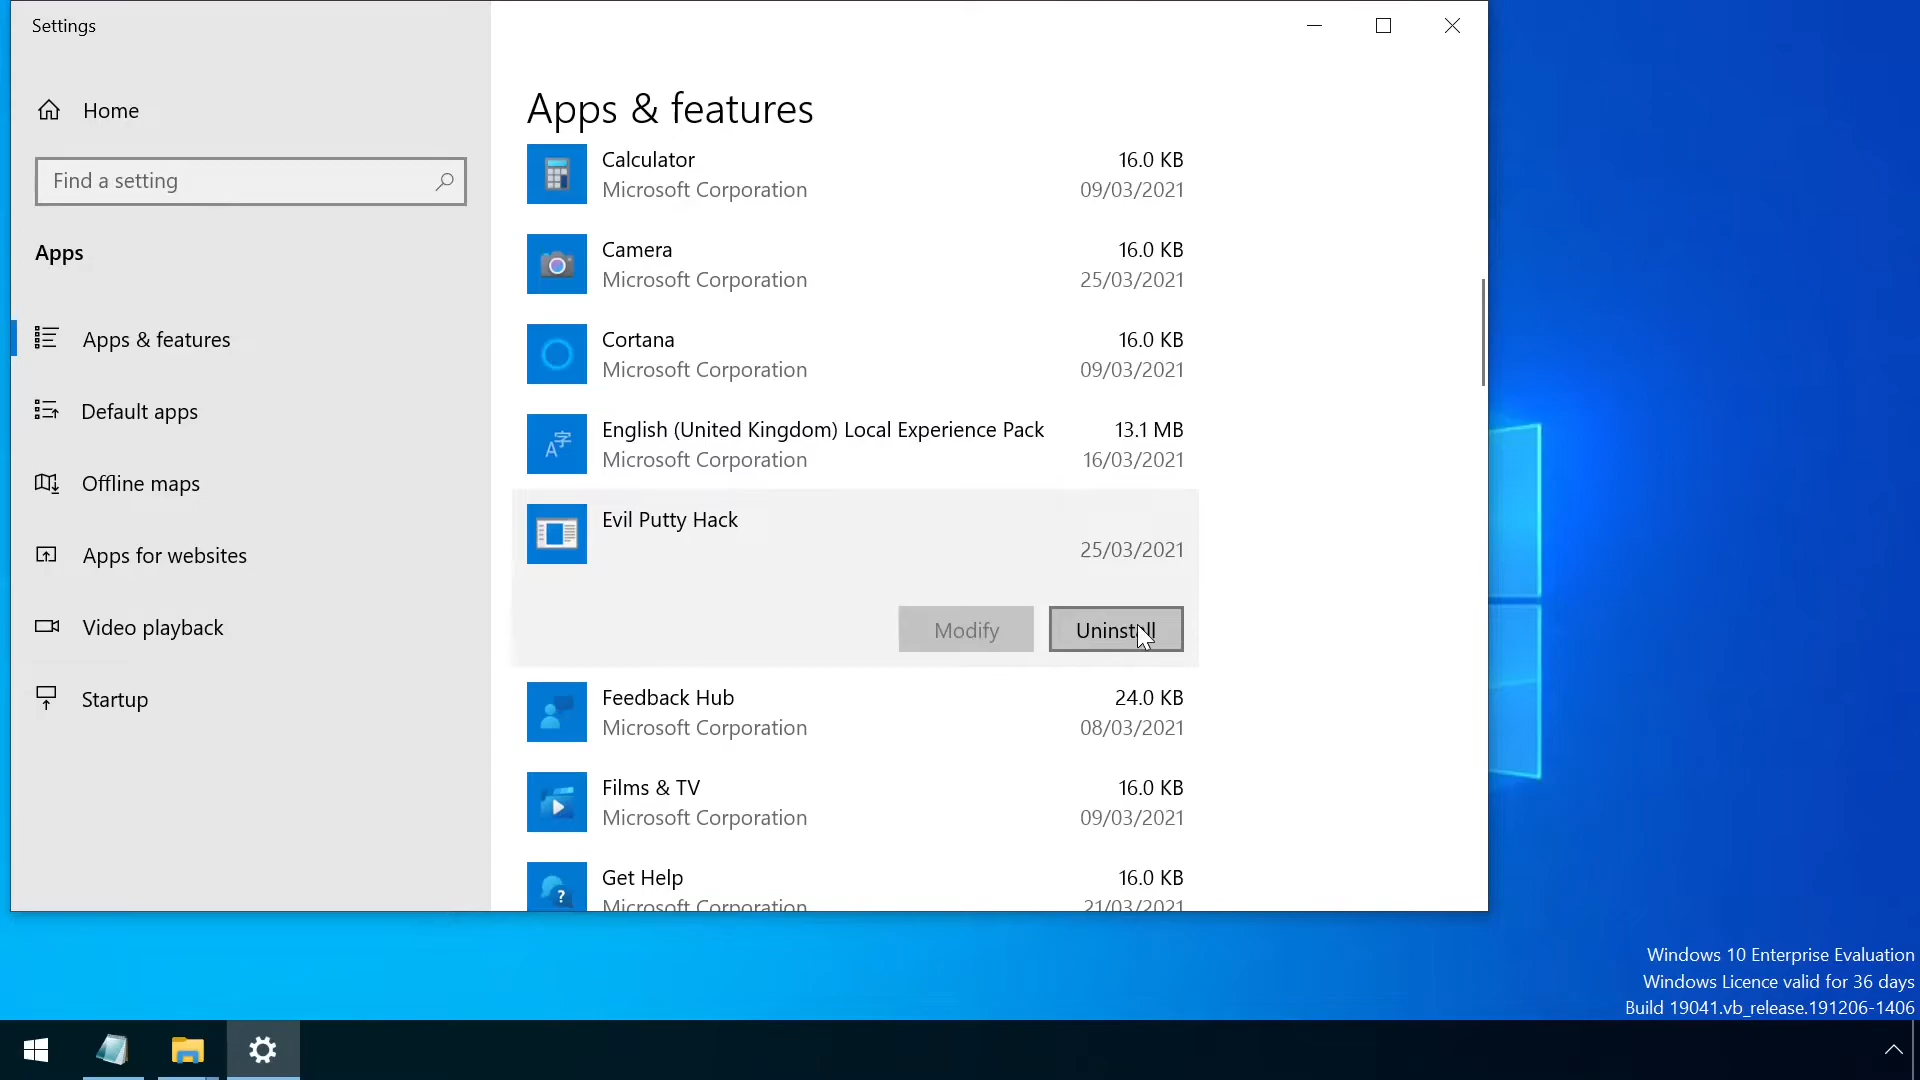 Settings
Home
Find a setting
Apps
Apps & features
Default apps
Offline maps
Apps for websites
Video playback
Startup
Apps & features
Calculator 16.0 KB
Microsoft Corporation 09/03/2021
Camera 16.0 KB
Microsoft Corporation 25/03/2021
Cortana 16.0 KB
Microsoft Corporation 09/03/2021
English (United Kingdom) Local Experience Pack 13.1 MB
Microsoft Corporation 16/03/2021
Evil Putty Hack
25/03/2021
Modify Uninstall
Feedback Hub 24.0 KB
Microsoft Corporation 08/03/2021
Films & TV 16.0 KB
Microsoft Corporation 09/03/2021
Get Help 16.0 KB
Microsoft Corporation 21/03/2021
Windows 10 Enterprise Evaluation
Windows Licence valid for 36 days
Build 19041.vb_release.191206-1406